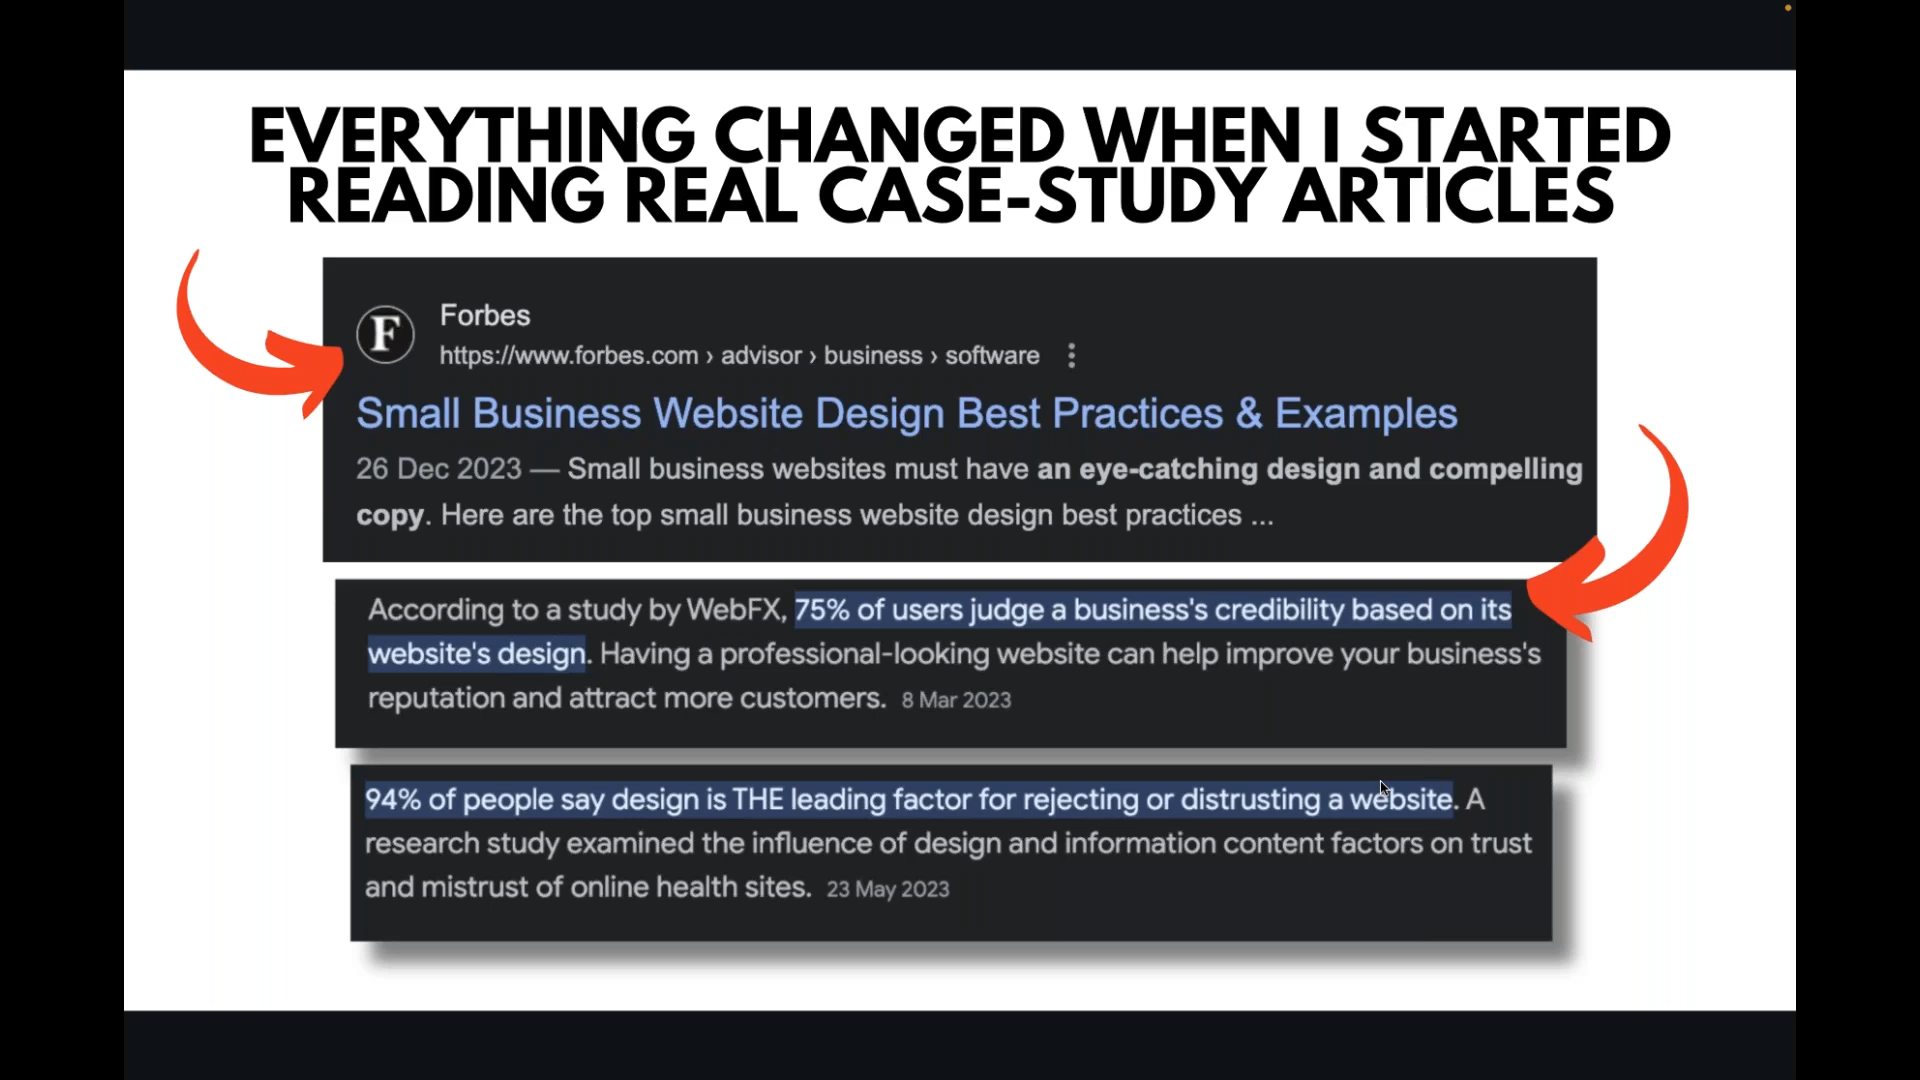 EVERYTHING CHANGED WHEN I STARTED
READING REAL CASE-STUDY ARTICLES
F
Forbes
https://www.forbes.com › advisor › business › software
Small Business Website Design Best Practices & Examples
26 Dec 2023 — Small business websites must have an eye-catching design and compelling
copy. Here are the top small business website design best practices ...
According to a study by WebFX, 75% of users judge a business's credibility based on its
website's design. Having a professional-looking website can help improve your business's
reputation and attract more customers. 8 Mar 2023
94% of people say design is THE leading factor for rejecting or distrusting a website. A
research study examined the influence of design and information content factors on trust
and mistrust of online health sites. 23 May 2023